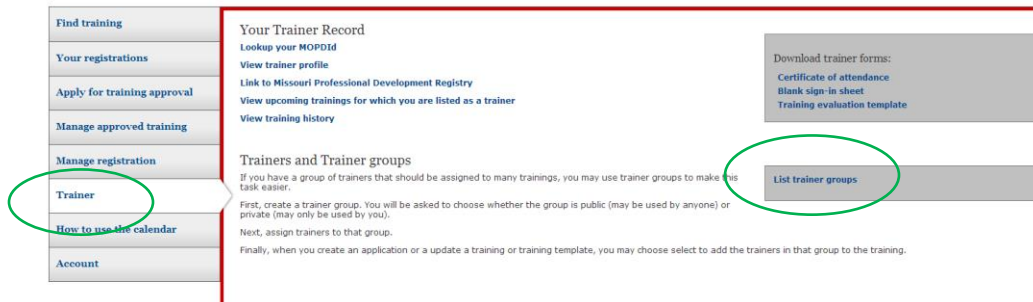 Find training
Your registrations
Apply for training approval
Manage approved training
Manage registration
Trainer
How to use the calendar
Account
Your Trainer Record
Lookup your MOPDId
View trainer profile
Link to Missouri Professional Development Registry
View upcoming trainings for which you are listed as a trainer
View training history
Trainers and Trainer groups
If you have a group of trainers that should be assigned to many trainings, you may use trainer groups to make this
task easier.
First, create a trainer group. You will be asked to choose whether the group is public (may be used by anyone) or
private (may only be used by you).
Next, assign trainers to that group.
Finally, when you create an application or a update a training or training template, you may choose select to add the trainers in that group to the training.
Download trainer forms:
Certificate of attendance
Blank sign-in sheet
Training evaluation template
List trainer groups